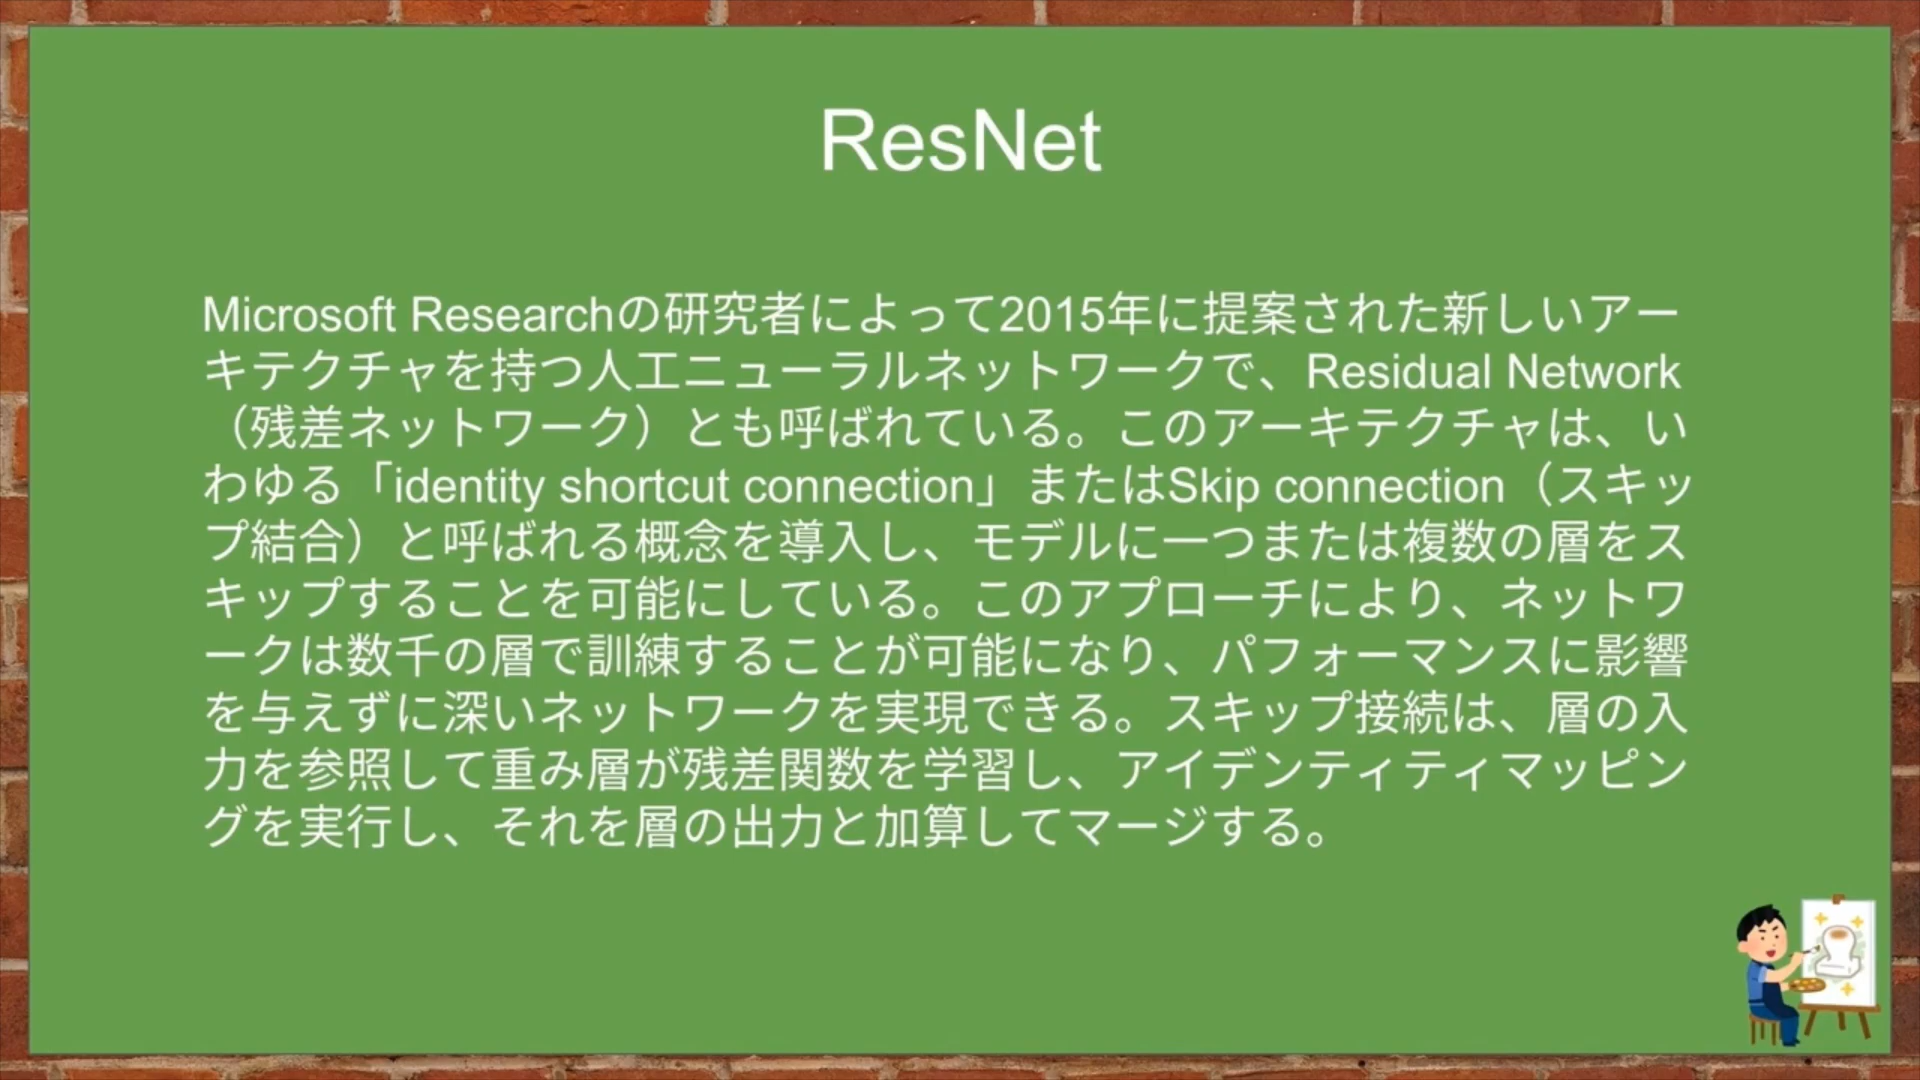 ResNet
Microsoft Researchの研究者によって2015年に提案された新しいアー
キテクチャを持つ人工ニューラルネットワークで、Residual Network
（残差ネットワーク）とも呼ばれている。このアーキテクチャは、い
わゆる「identity shortcut connection」またはSkip connection（スキッ
プ結合）と呼ばれる概念を導入し、モデルに一つまたは複数の層をス
キップすることを可能にしている。このアプローチにより、ネットワ
ークは数千の層で訓練することが可能になり、パフォーマンスに影響
を与えずに深いネットワークを実現できる。スキップ接続は、層の入
力を参照して重み層が残差関数を学習し、アイデンティティマッピン
グを実行し、それを層の出力と加算してマージする。